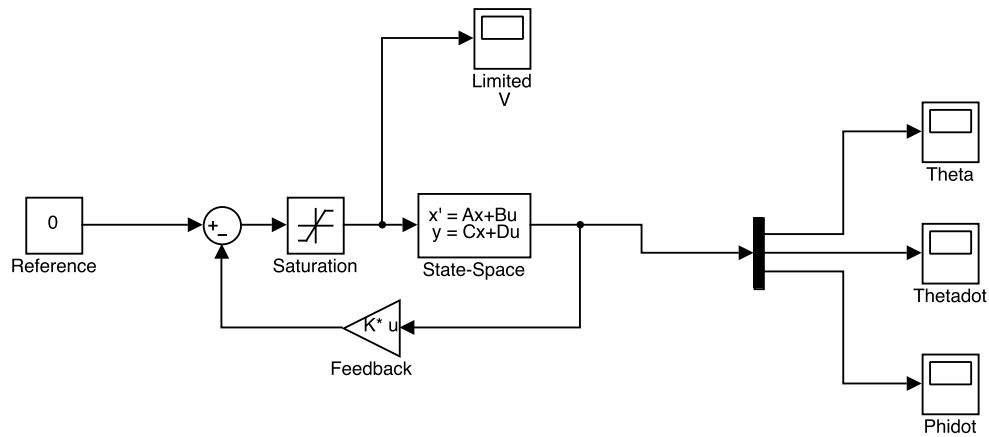 Limited
V
Theta
0
+
−
x' = Ax+Bu
y = Cx+Du
Reference
Saturation
State-Space
Thetadot
K* u
Feedback
Phidot